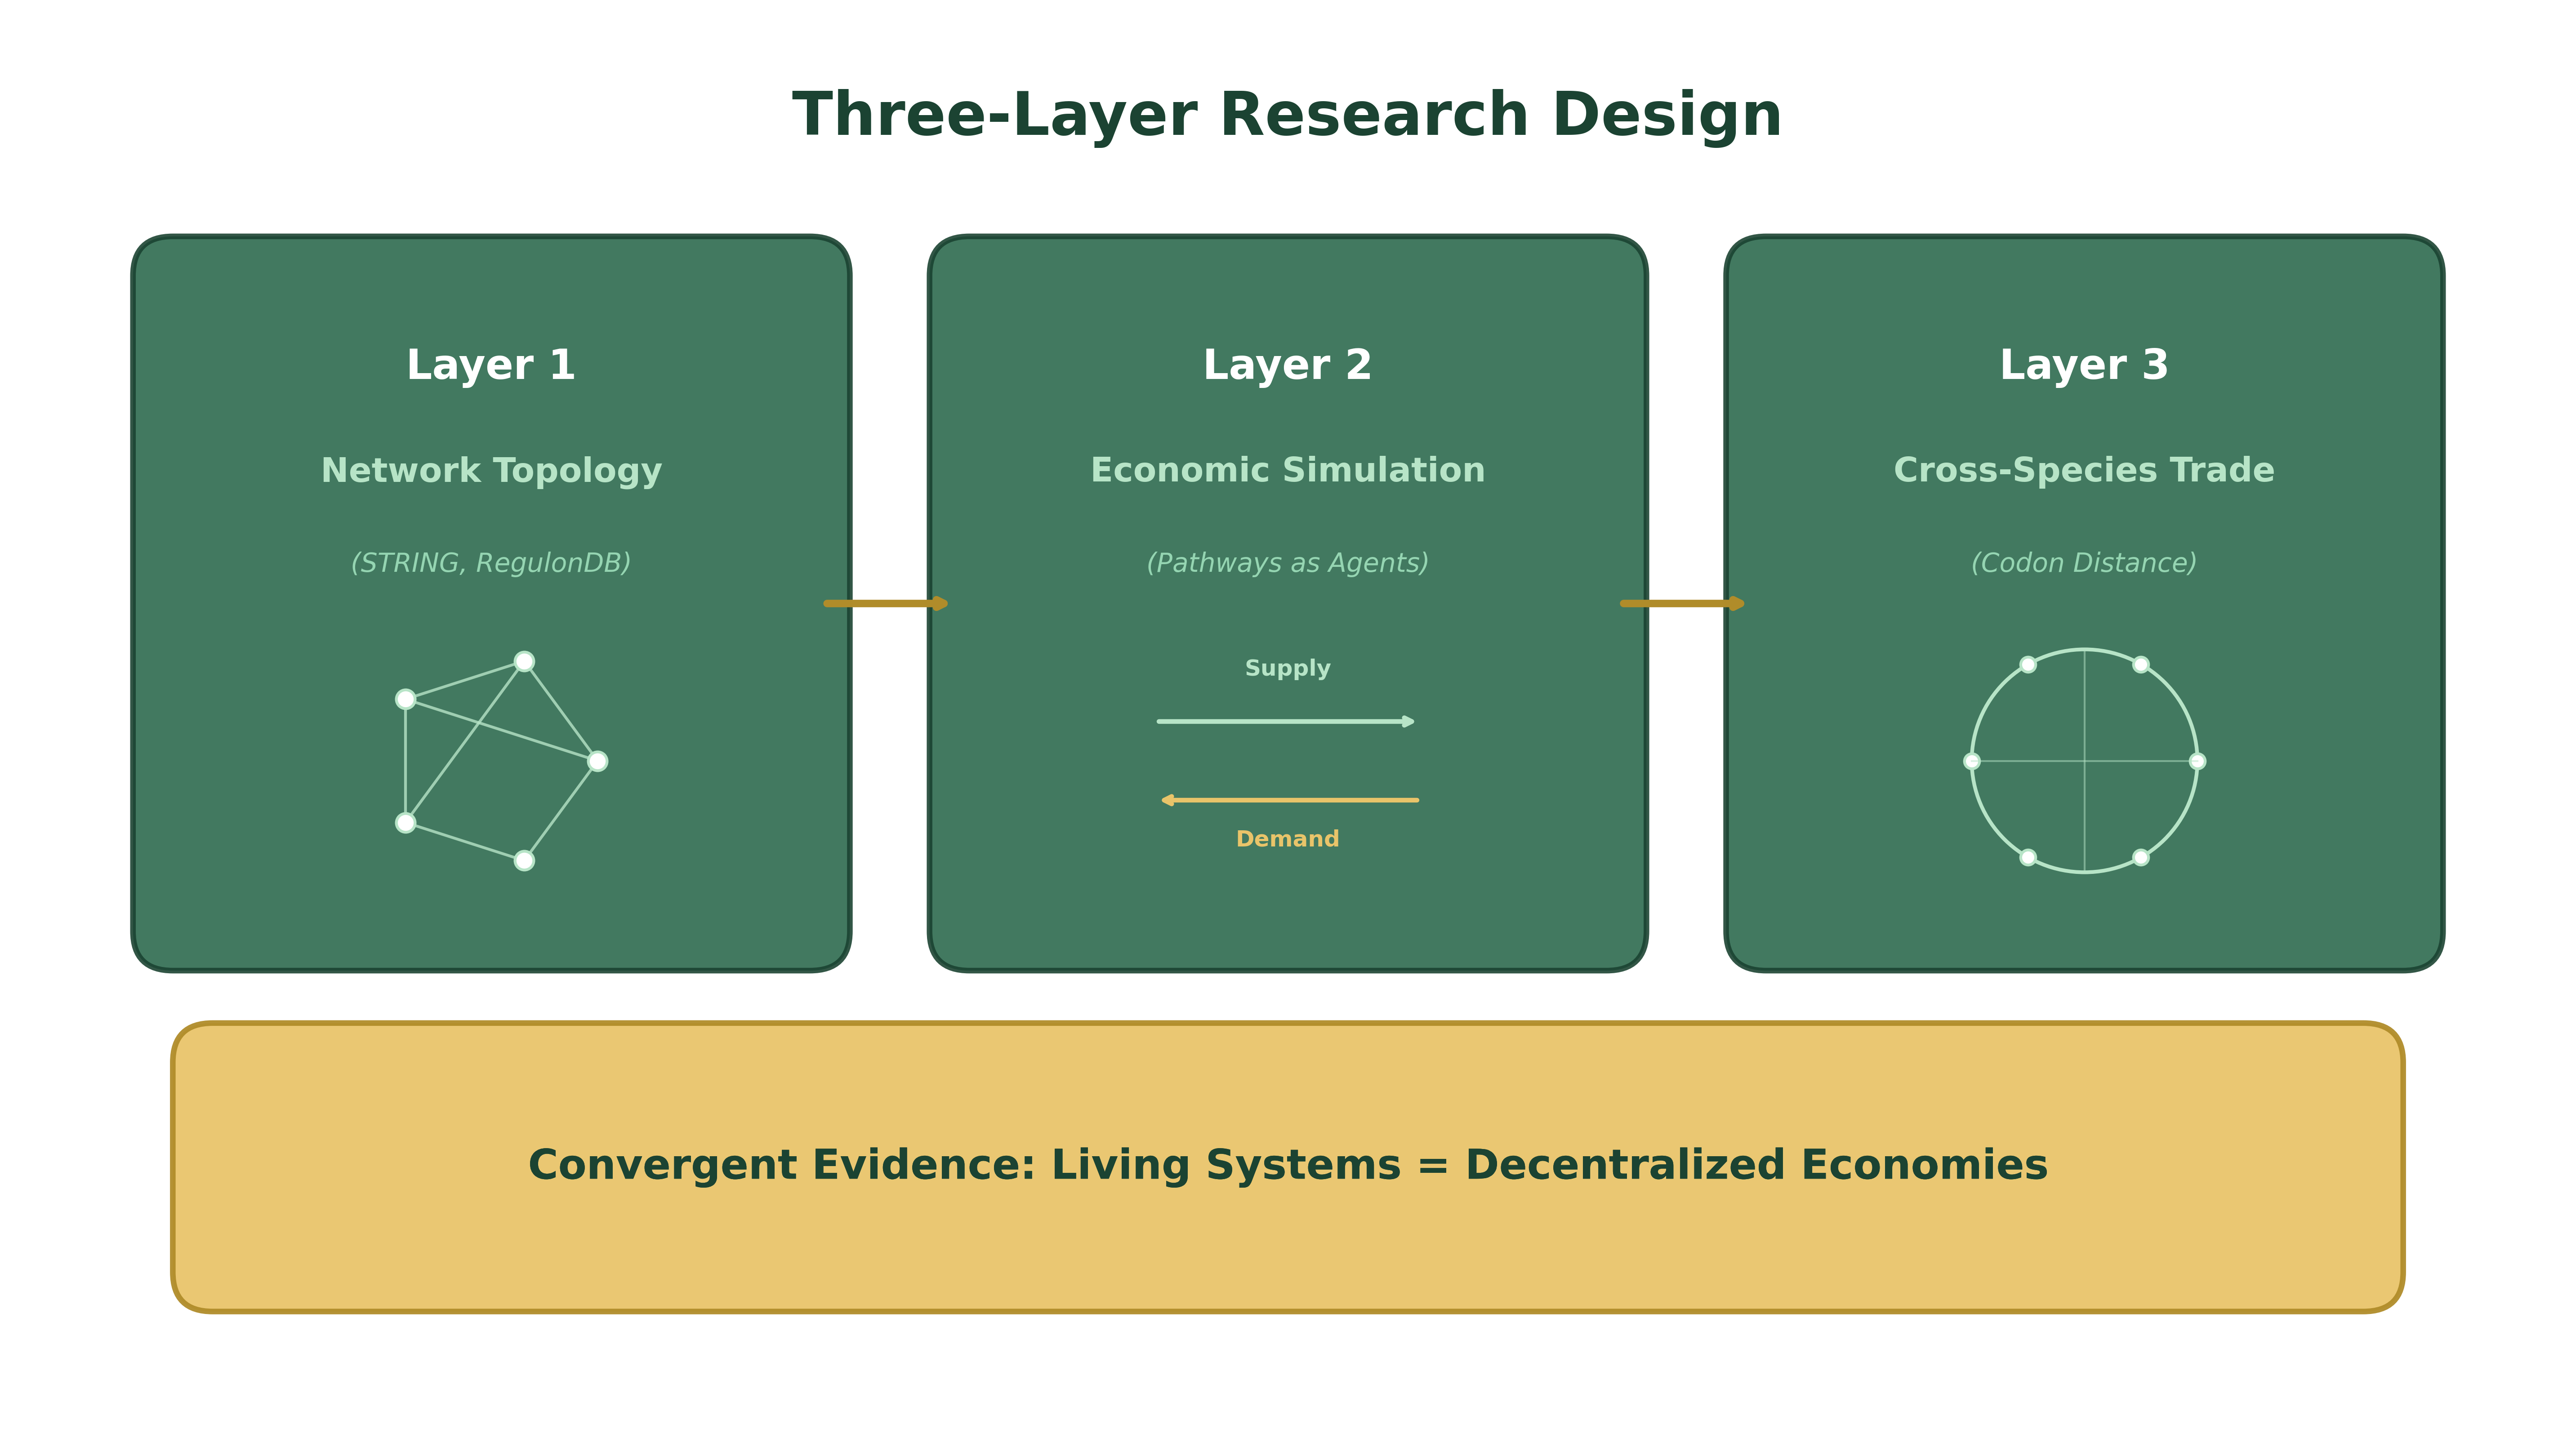 Three-Layer Research Design
Layer 1
Network Topology
(STRING, RegulonDB)
Layer 2
Economic Simulation
(Pathways as Agents)
Supply
Demand
Layer 3
Cross-Species Trade
(Codon Distance)
Convergent Evidence: Living Systems = Decentralized Economies